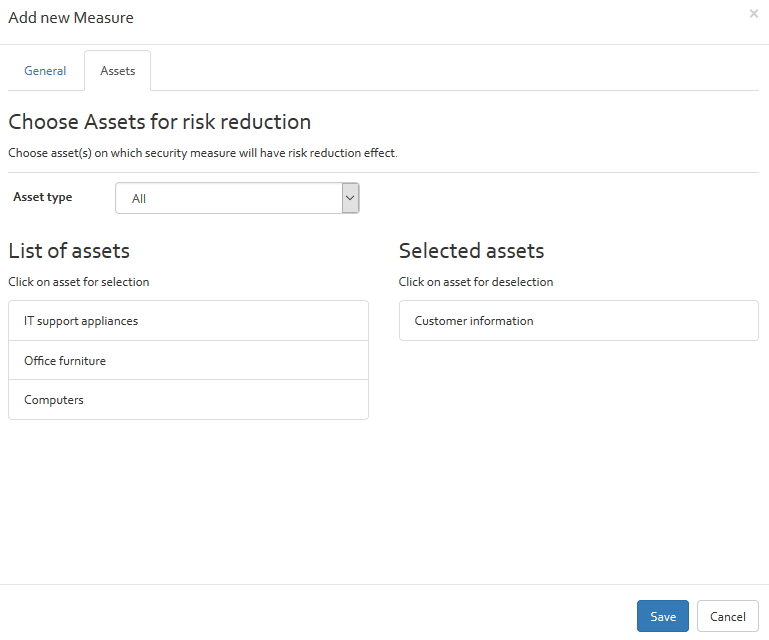 Add new Measure
×
General
Assets
Choose Assets for risk reduction
Choose asset(s) on which security measure will have risk reduction effect.
Asset type
All
List of assets
Click on asset for selection
IT support appliances
Office furniture
Computers
Selected assets
Click on asset for deselection
Customer information
Save
Cancel